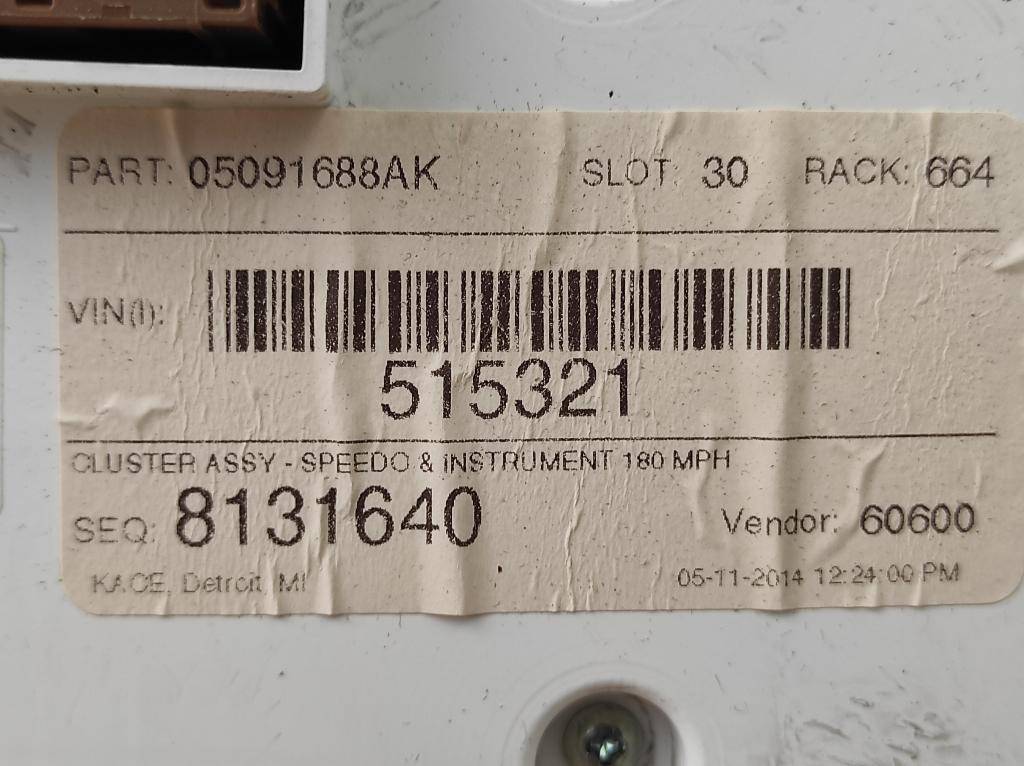 PART: 05091688AK SLOT: 30 RACK: 664
VIN(I):
515321
CLUSTER ASSY - SPEEDO & INSTRUMENT 180 MPH
SEQ: 8131640 Vendor: 60600
KACE, Detroit, MI 05-11-2014 12:24:00 PM